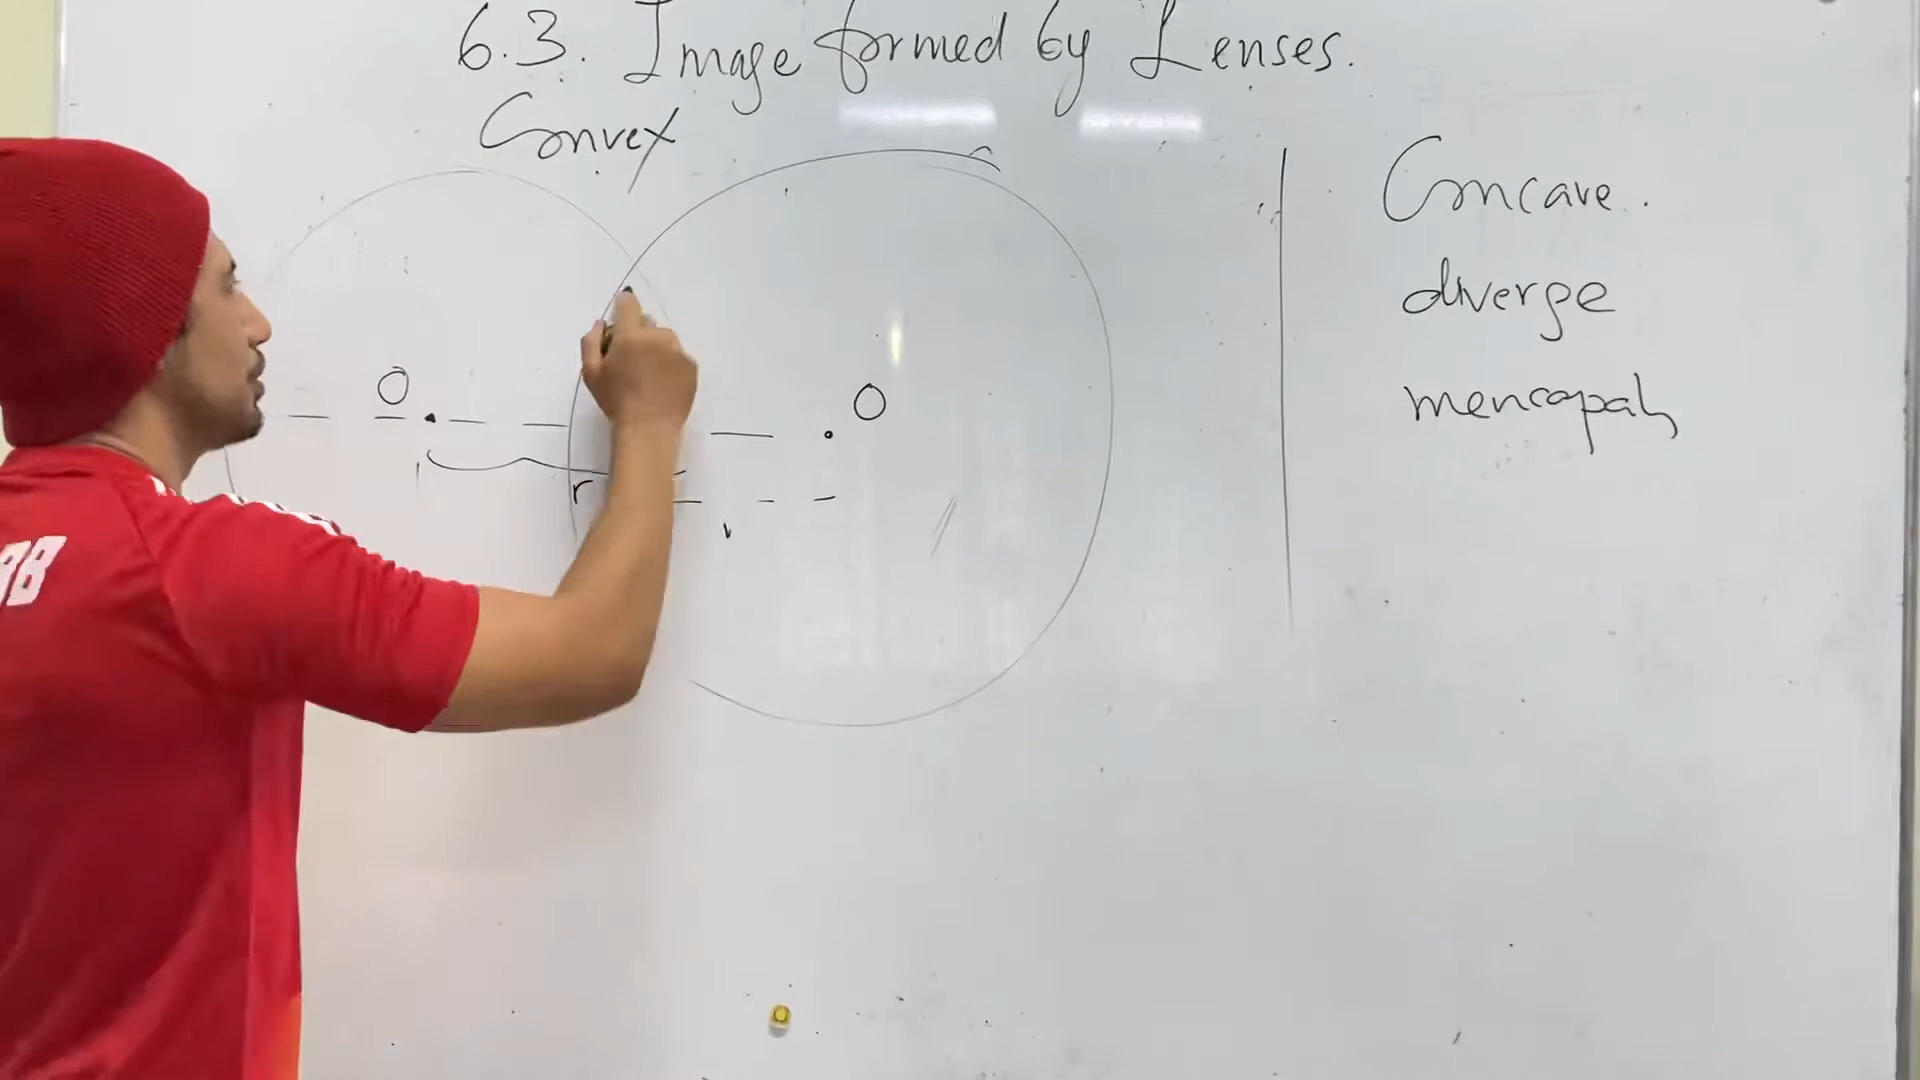 6.3. Image formed by Lenses.
Convex
O
O
r
Concave.
diverge
mencapah